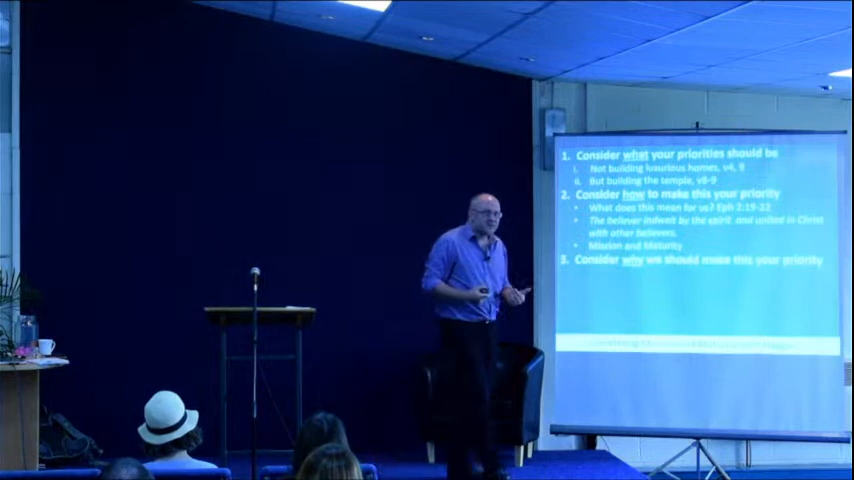 1. Consider what your priorities should be
i. Not building luxurious homes, v4, 9
ii. But building the temple, v8-9
2. Consider how to make this your priority
• What does this mean for us? Eph 2:19-22
• The believer indwelt by the spirit and united in Christ
with other believers.
• Mission and Maturity
3. Consider why we should make this your priority